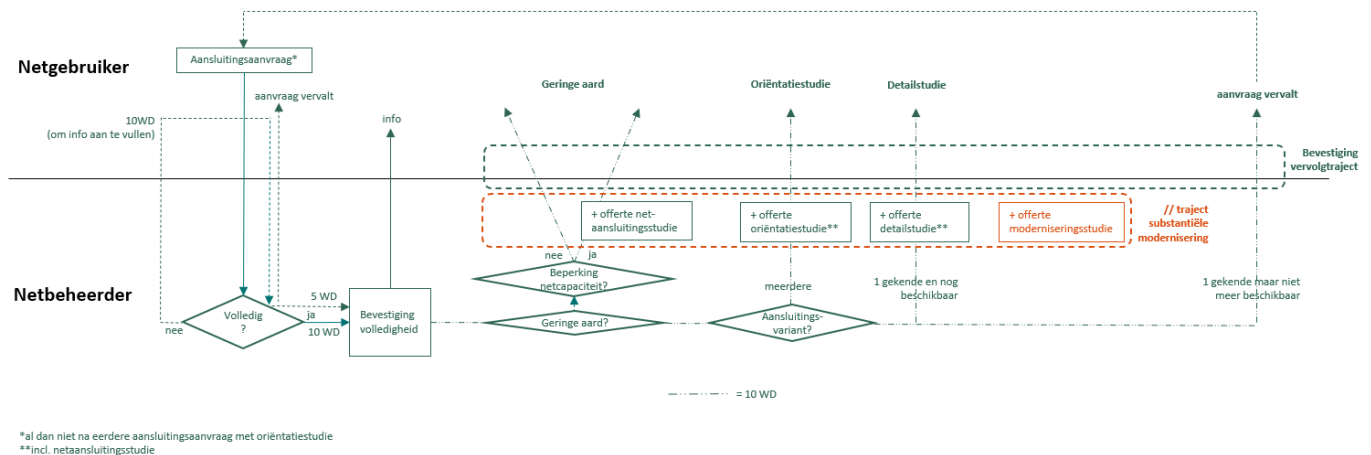 Netgebruiker
Aansluitingsaanvraag*
aanvraag vervalt
10WD
(om info aan te vullen)
info
Geringe aard
Oriëntatiestudie
Detailstudie
aanvraag vervalt
Bevestiging
vervolgtraject
+ offerte net-
aansluitingsstudie
+ offerte
oriëntatiestudie**
+ offerte
detailstudie**
+ offerte
moderniseringsstudie
// traject
substantiële
modernisering
nee
ja
Netbeheerder
Beperking
netcapaciteit?
meerdere
1 gekende en nog
beschikbaar
1 gekende maar niet
meer beschikbaar
5 WD
Volledig
?
ja
nee
10 WD
Bevestiging
volledigheid
Geringe aard?
Aansluitings-
variant?
= 10 WD
*al dan niet na eerdere aansluitingsaanvraag met oriëntatiestudie
**incl. netaansluitingsstudie